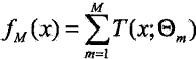 f_M(x) = \sum_{m=1}^{M} T(x; \Theta_m)